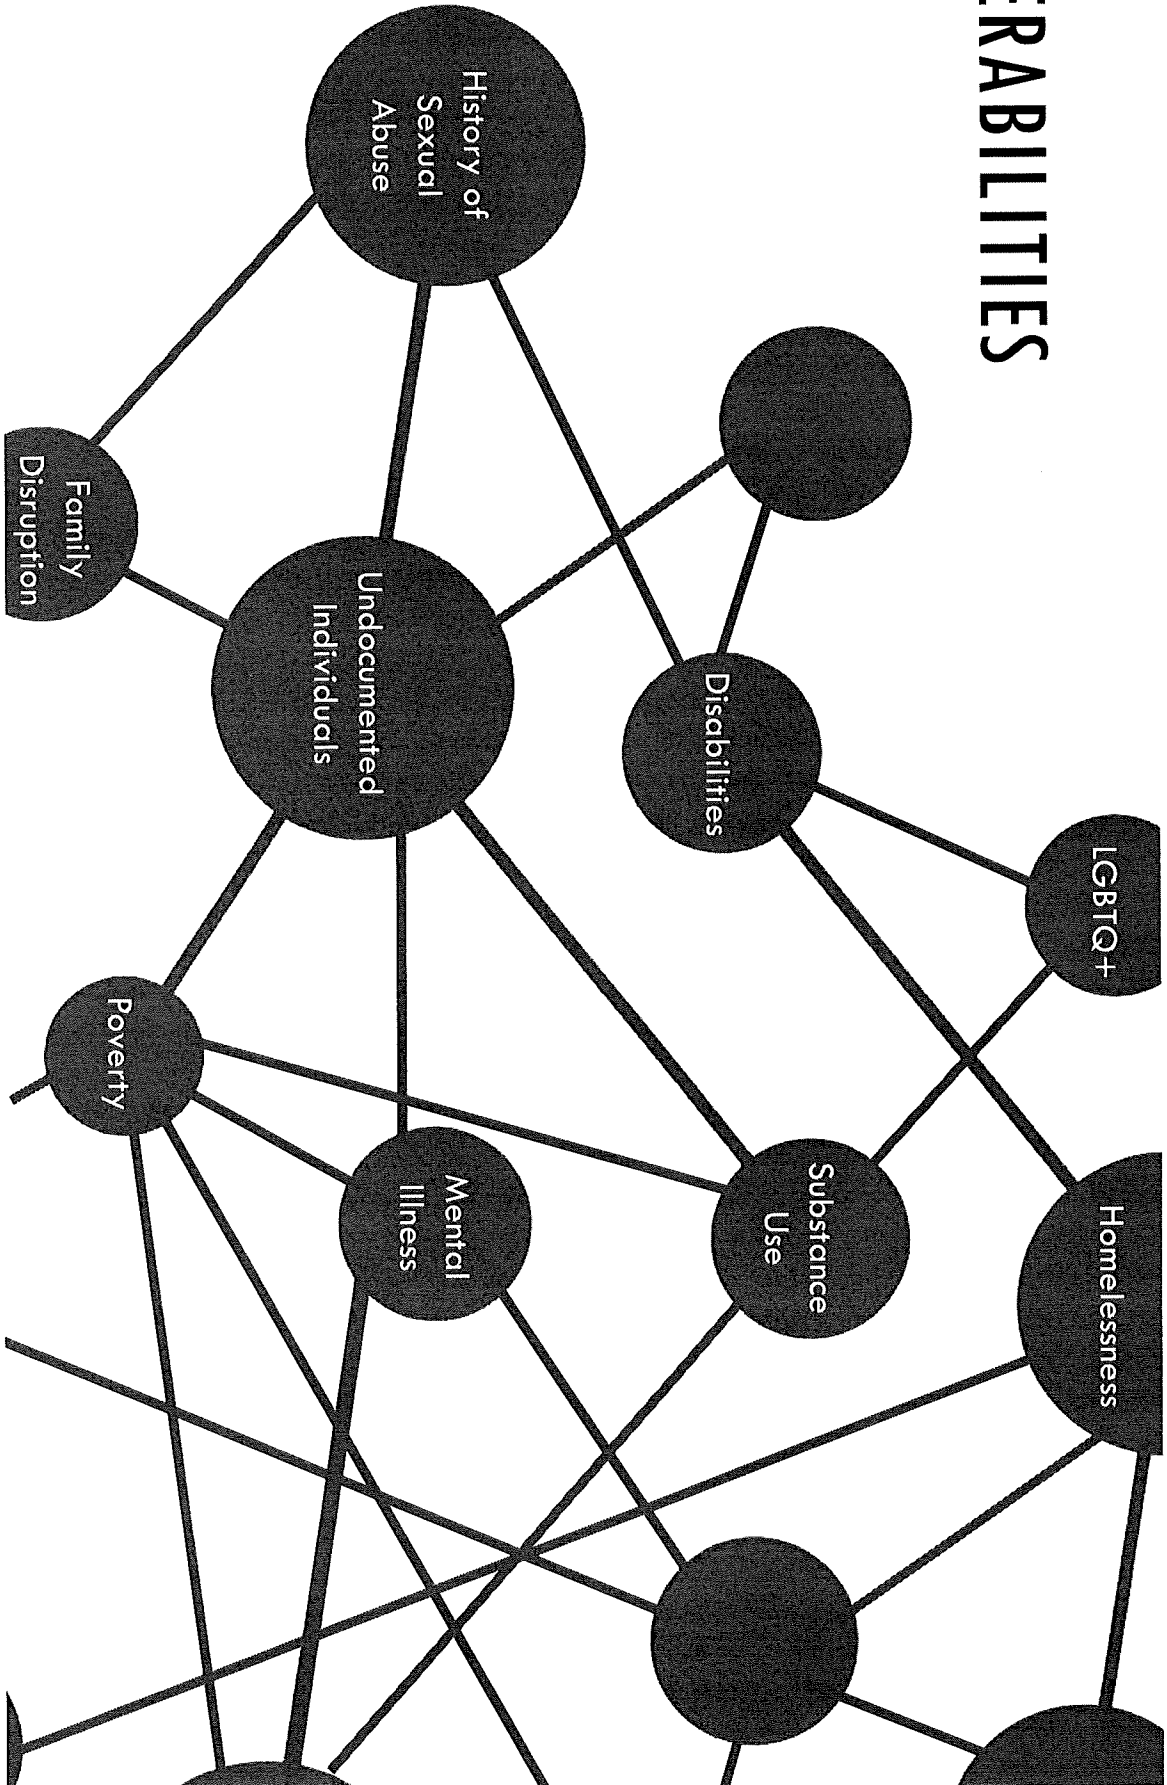 ERABILITIES
LGBTQ+
Homelessness
Disabilities
Substance
Use
History of
Sexual
Abuse
Undocumented
Individuals
Mental
Illness
Poverty
Family
Disruption